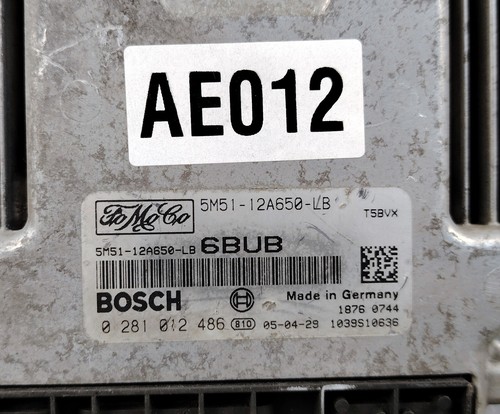 AE012
FoMoCo 5M51-12A650-LB T5BVX
5M51-12A650-LB 6BUB
BOSCH Made in Germany
1876 0744
0 281 012 486 810 05-04-29 1039S10636